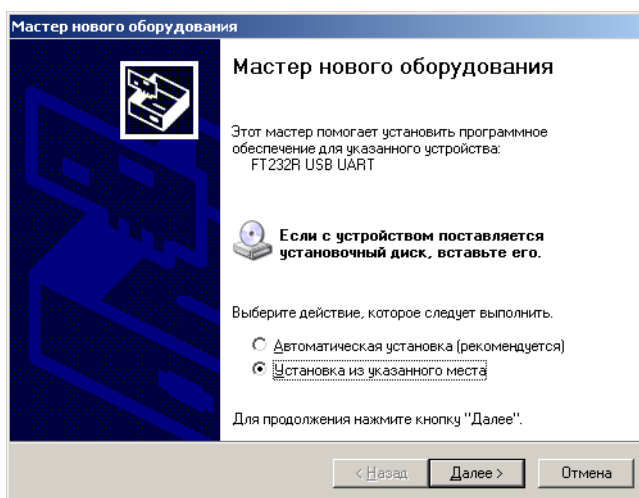 Мастер нового оборудования
Мастер нового оборудования
Этот мастер помогает установить программное
обеспечение для указанного устройства:
FT232R USB UART
Если с устройством поставляется
установочный диск, вставьте его.
Выберите действие, которое следует выполнить.
Автоматическая установка (рекомендуется)
Установка из указанного места
Для продолжения нажмите кнопку "Далее".
< Назад Далее > Отмена